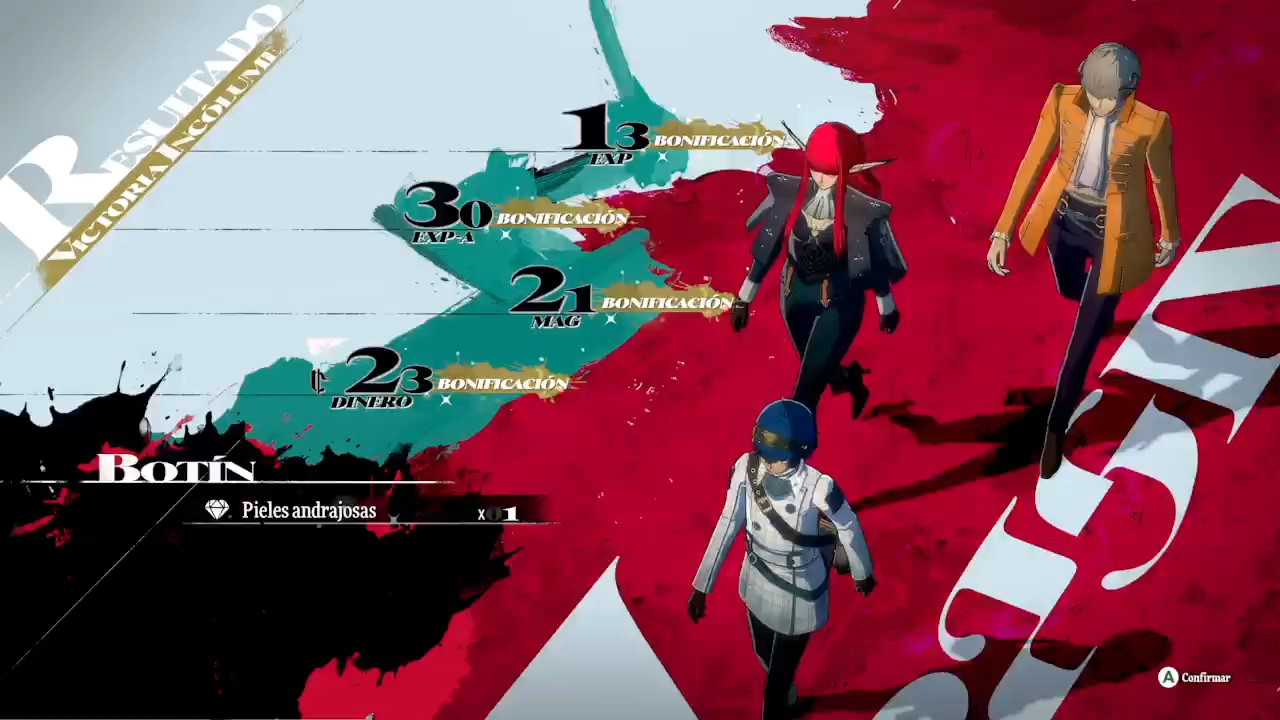 RESULTADO
VICTORIA INCÓLUME
13 BONIFICACIÓN
EXP
30 BONIFICACIÓN
EXP-A
21 BONIFICACIÓN
MAG
₡ 23 BONIFICACIÓN
DINERO
BOTÍN
Pieles andrajosas x01
A Confirmar